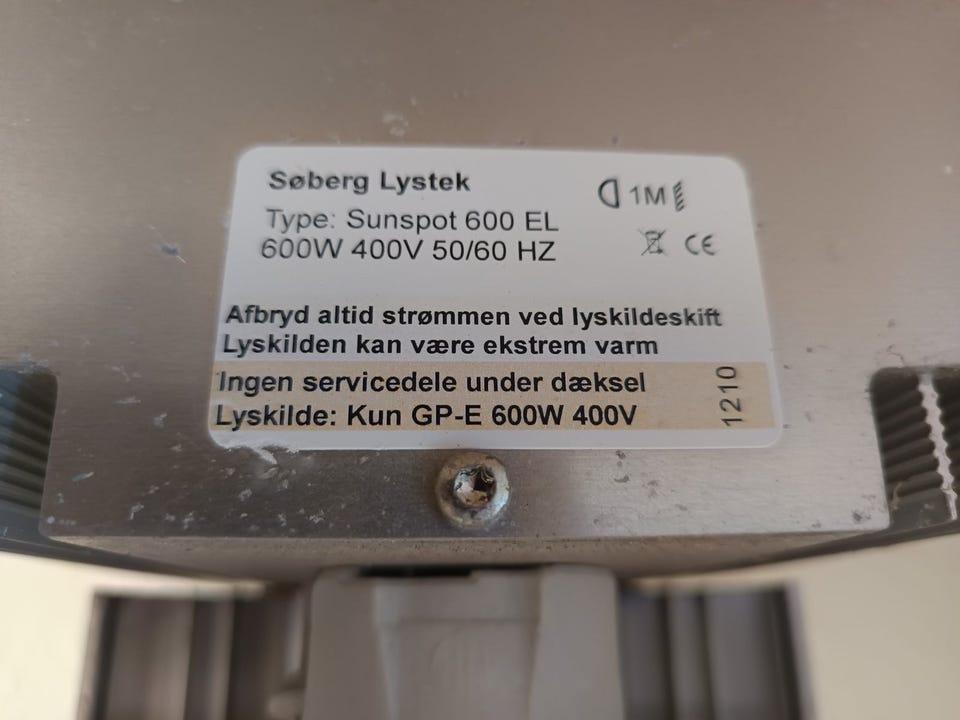 Søberg Lystek
Type: Sunspot 600 EL
600W 400V 50/60 HZ
1M
CE
Afbryd altid strømmen ved lyskildeskift
Lyskilden kan være ekstrem varm
Ingen servicedele under dæksel
Lyskilde: Kun GP-E 600W 400V
1210